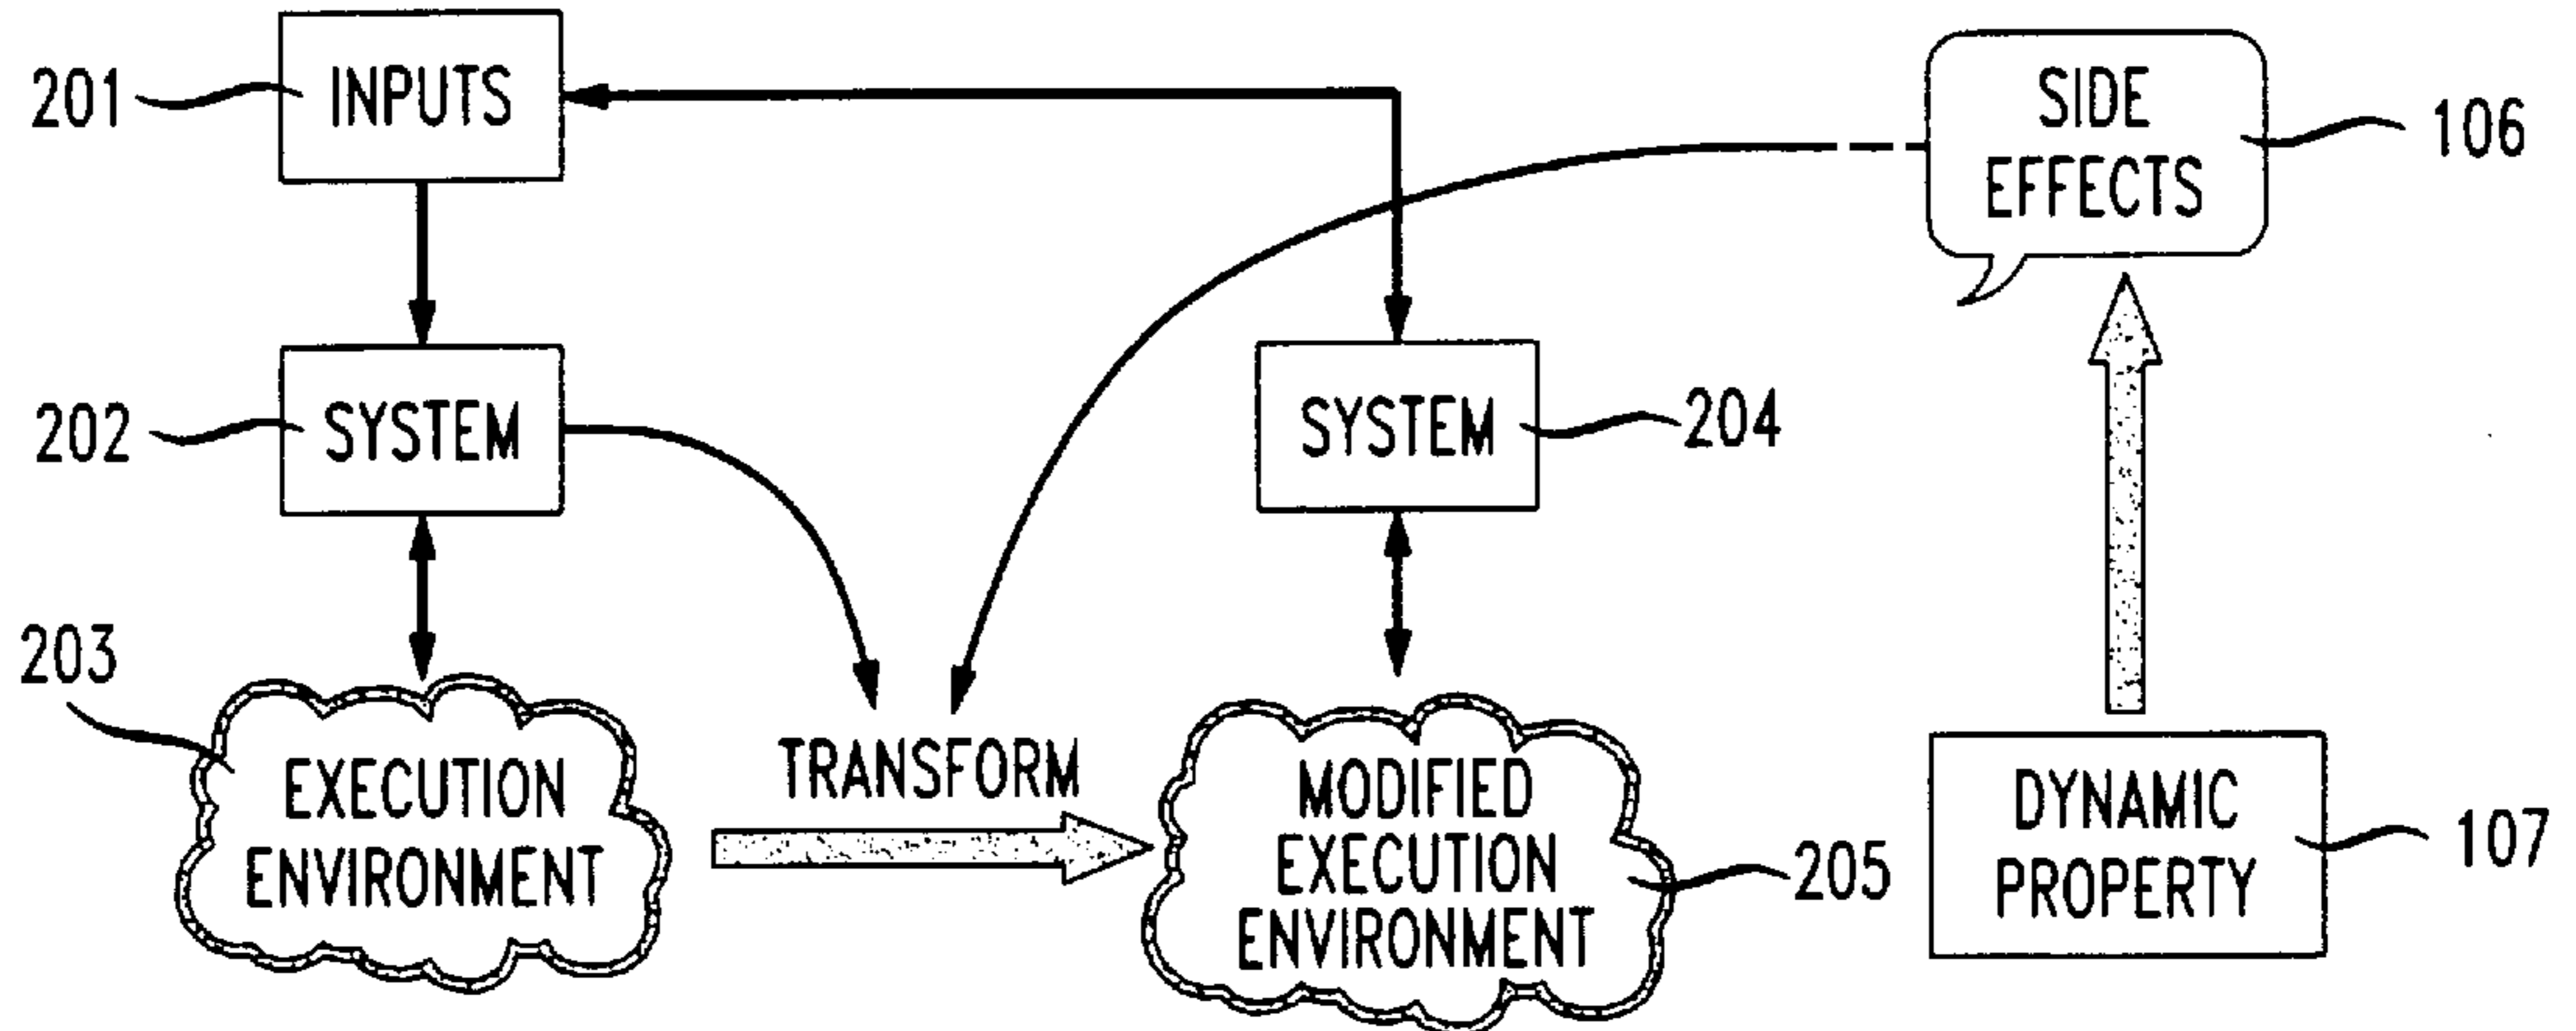 201
INPUTS
SIDE
EFFECTS
106
202
SYSTEM
SYSTEM
204
203
EXECUTION
ENVIRONMENT
TRANSFORM
MODIFIED
EXECUTION
ENVIRONMENT
205
DYNAMIC
PROPERTY
107